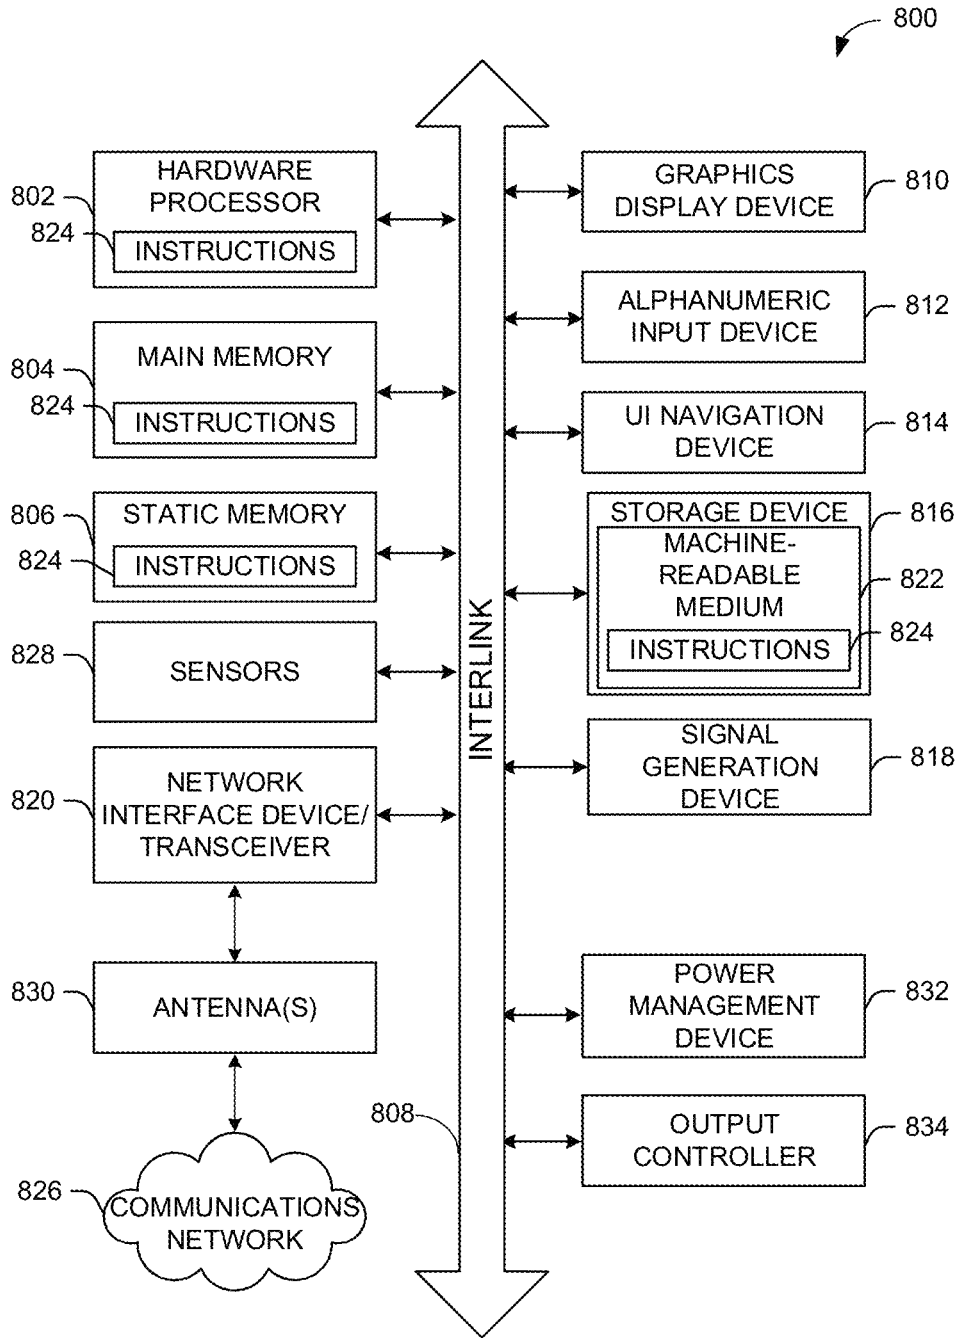 800
HARDWARE
PROCESSOR
802
824
INSTRUCTIONS
MAIN MEMORY
804
824
INSTRUCTIONS
806
STATIC MEMORY
824
INSTRUCTIONS
828
SENSORS
820
NETWORK
INTERFACE DEVICE/
TRANSCEIVER
830
ANTENNA(S)
826
COMMUNICATIONS
NETWORK
808
INTERLINK
GRAPHICS
DISPLAY DEVICE
810
ALPHANUMERIC
INPUT DEVICE
812
UI NAVIGATION
DEVICE
814
STORAGE DEVICE
816
MACHINE-
READABLE
MEDIUM
822
INSTRUCTIONS
824
SIGNAL
GENERATION
DEVICE
818
POWER
MANAGEMENT
DEVICE
832
OUTPUT
CONTROLLER
834